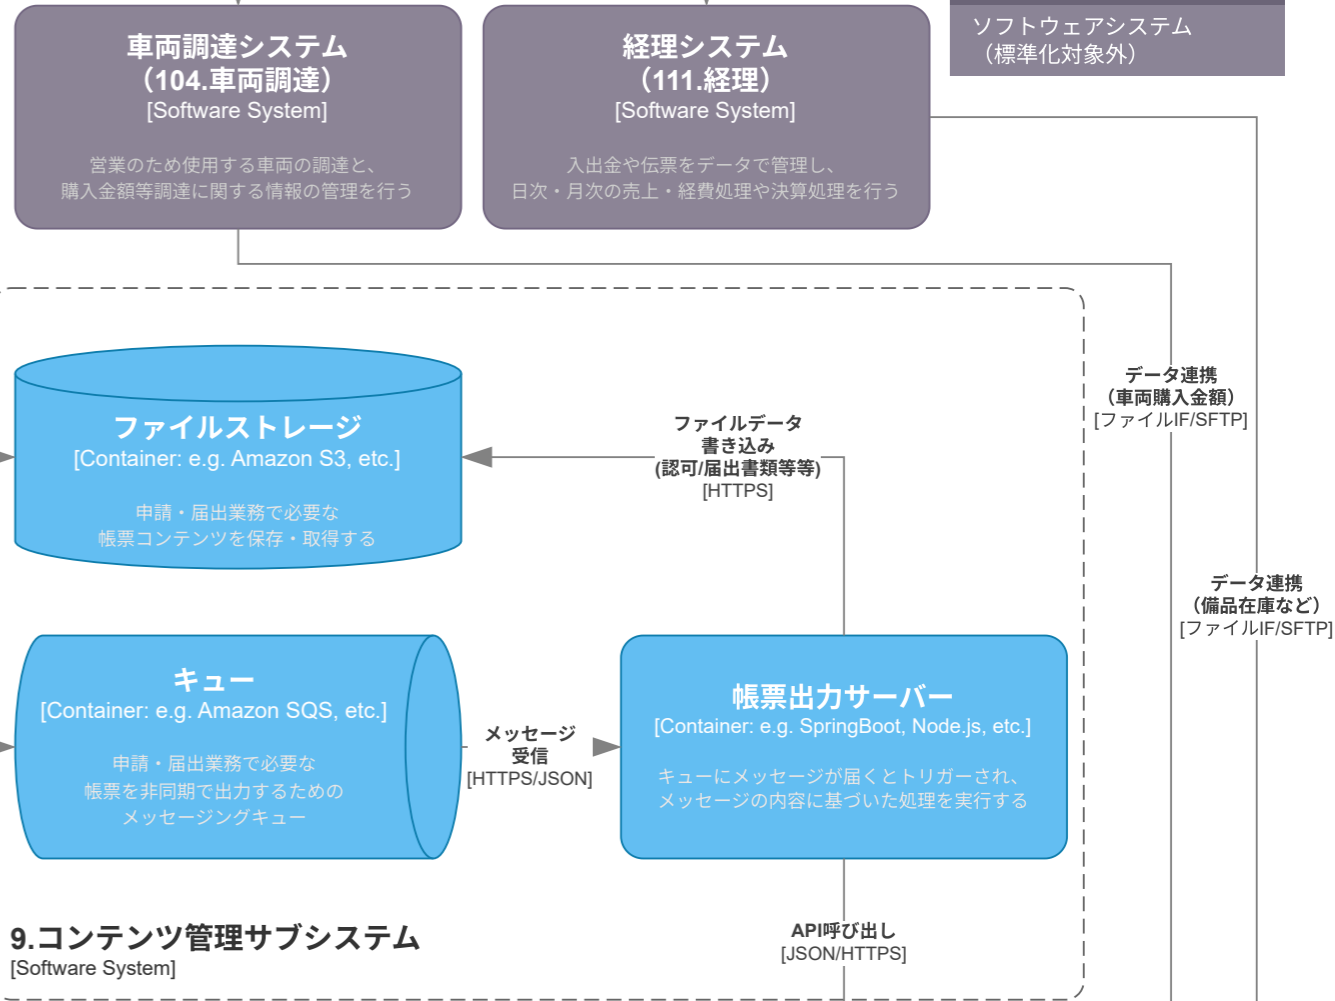 車両調達システム
（104.車両調達）
[Software System]
営業のため使用する車両の調達と、
購入金額等調達に関する情報の管理を行う
経理システム
（111.経理）
[Software System]
入出金や伝票をデータで管理し、
日次・月次の売上・経費処理や決算処理を行う
ソフトウェアシステム
（標準化対象外）
データ連携
（車両購入金額）
[ファイルIF/SFTP]
ファイルストレージ
[Container: e.g. Amazon S3, etc.]
申請・届出業務で必要な
帳票コンテンツを保存・取得する
ファイルデータ
書き込み
(認可/届出書類等等)
[HTTPS]
データ連携
（備品在庫など）
[ファイルIF/SFTP]
キュー
[Container: e.g. Amazon SQS, etc.]
申請・届出業務で必要な
帳票を非同期で出力するための
メッセージングキュー
メッセージ
受信
[HTTPS/JSON]
帳票出力サーバー
[Container: e.g. SpringBoot, Node.js, etc.]
キューにメッセージが届くとトリガーされ、
メッセージの内容に基づいた処理を実行する
API呼び出し
[JSON/HTTPS]
9.コンテンツ管理サブシステム
[Software System]